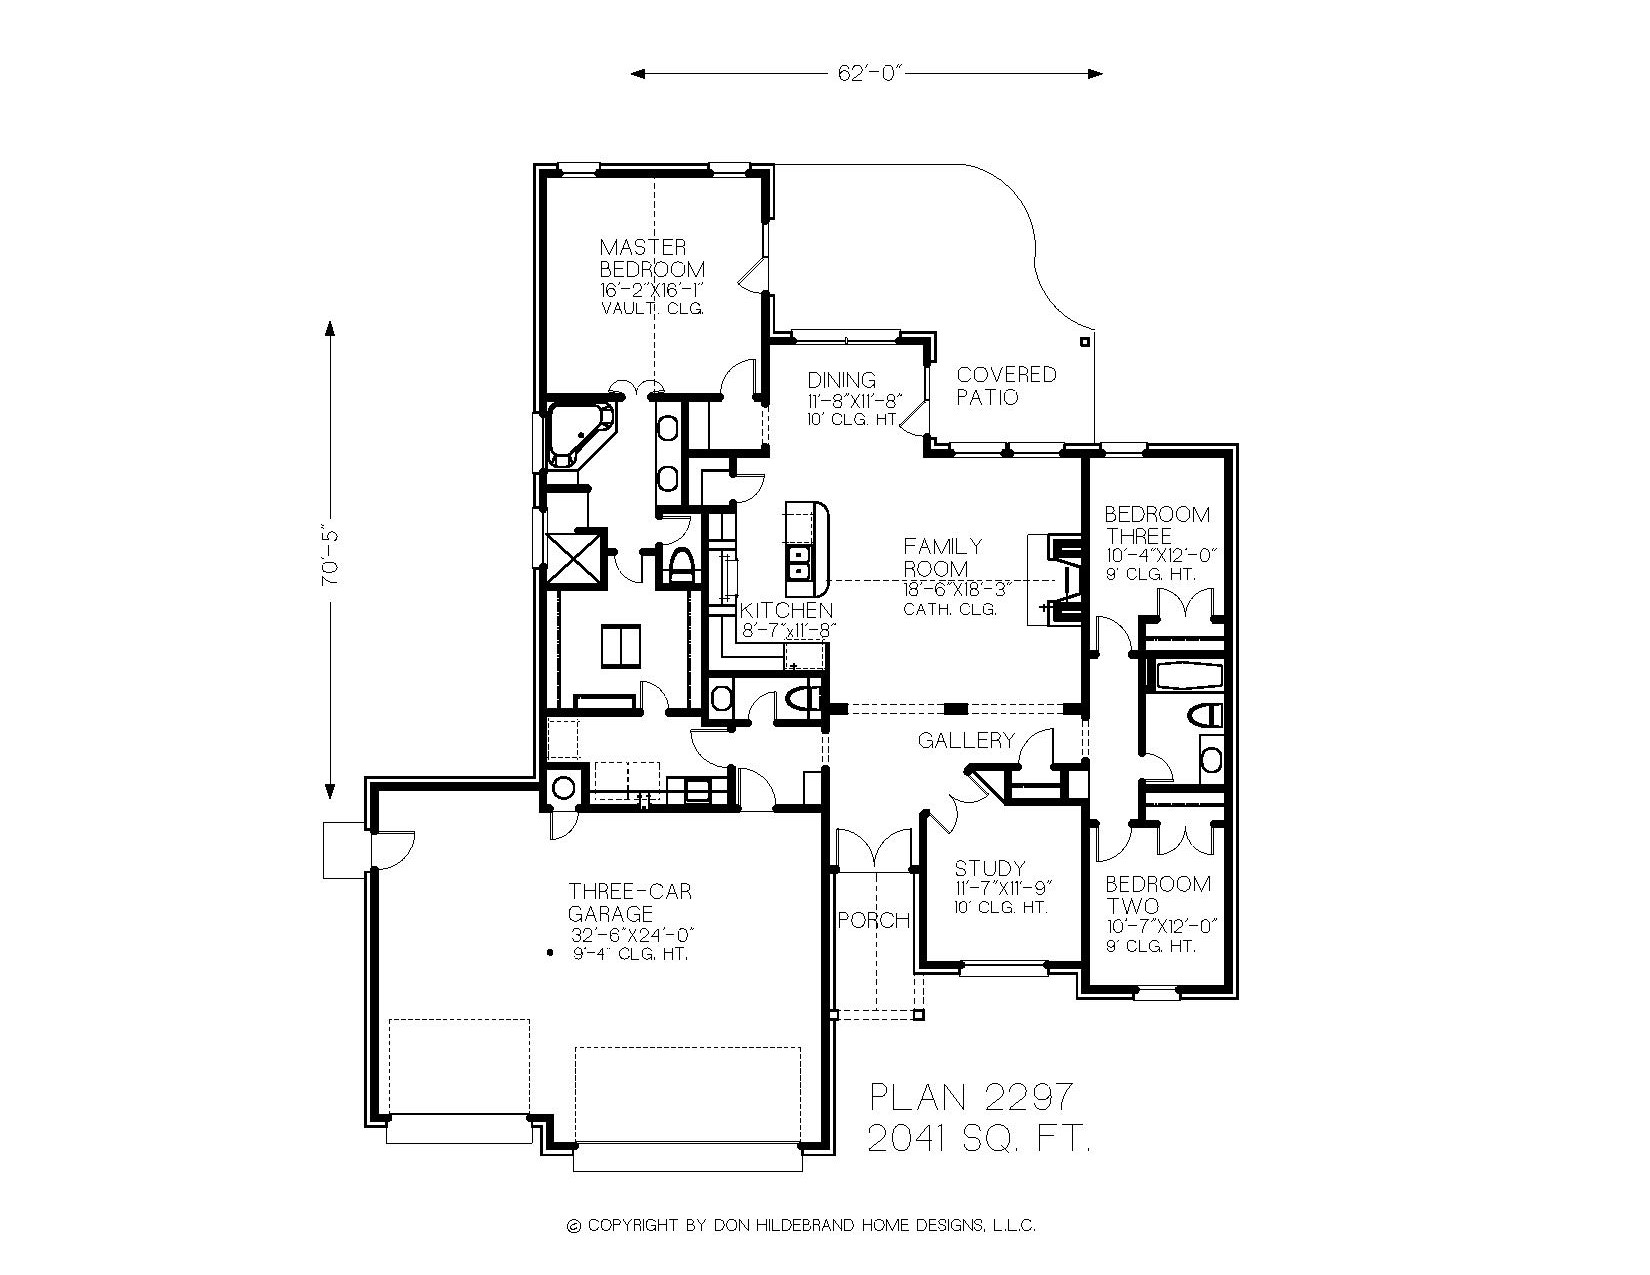 62'-0"
MASTER
BEDROOM
16'-2"X16'-1"
VAULT. CLG.
DINING
11'-8"X11'-8"
10' CLG. HT.
COVERED
PATIO
70'-5"
BEDROOM
THREE
10'-4"X12'-0"
9' CLG. HT.
FAMILY
ROOM
18'-6"X18'-3"
CATH. CLG.
KITCHEN
8'-7"x11'-8"
GALLERY
STUDY
11'-7"X11'-9"
10' CLG. HT.
BEDROOM
TWO
10'-7"X12'-0"
9' CLG. HT.
PORCH
THREE-CAR
GARAGE
32'-6"X24'-0"
9'-4" CLG. HT.
PLAN 2297
2041 SQ. FT.
© COPYRIGHT BY DON HILDEBRAND HOME DESIGNS, L.L.C.